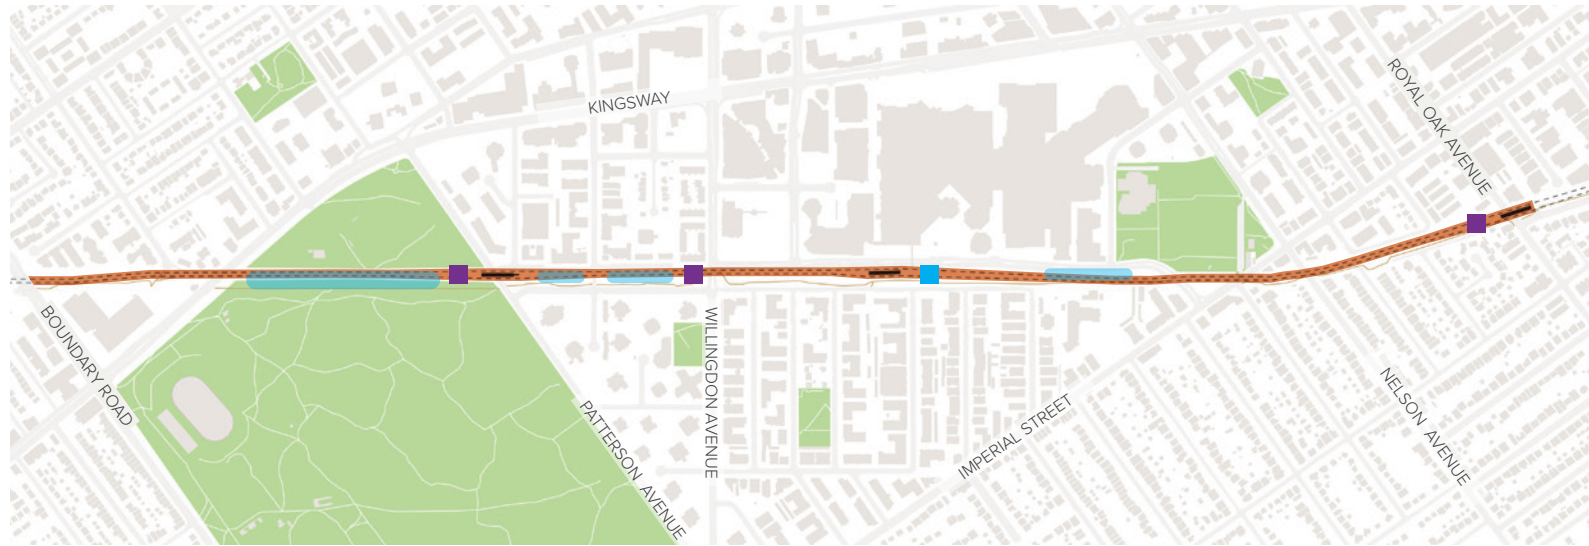 KINGSWAY
ROYAL OAK AVENUE
BOUNDARY ROAD
WILLINGDON AVENUE
PATTERSON AVENUE
IMPERIAL STREET
NELSON AVENUE